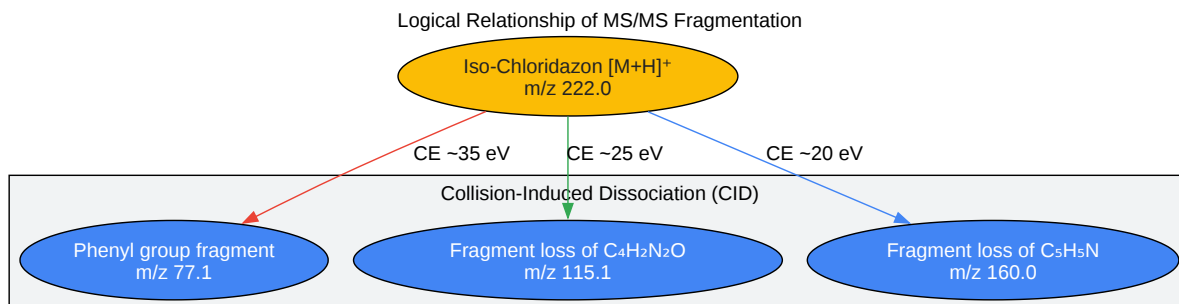 Logical Relationship of MS/MS Fragmentation
Iso-Chloridazon [M+H]⁺
m/z 222.0
CE ~35 eV
CE ~25 eV
CE ~20 eV
Collision-Induced Dissociation (CID)
Phenyl group fragment
m/z 77.1
Fragment loss of C₄H₂N₂O
m/z 115.1
Fragment loss of C₅H₅N
m/z 160.0